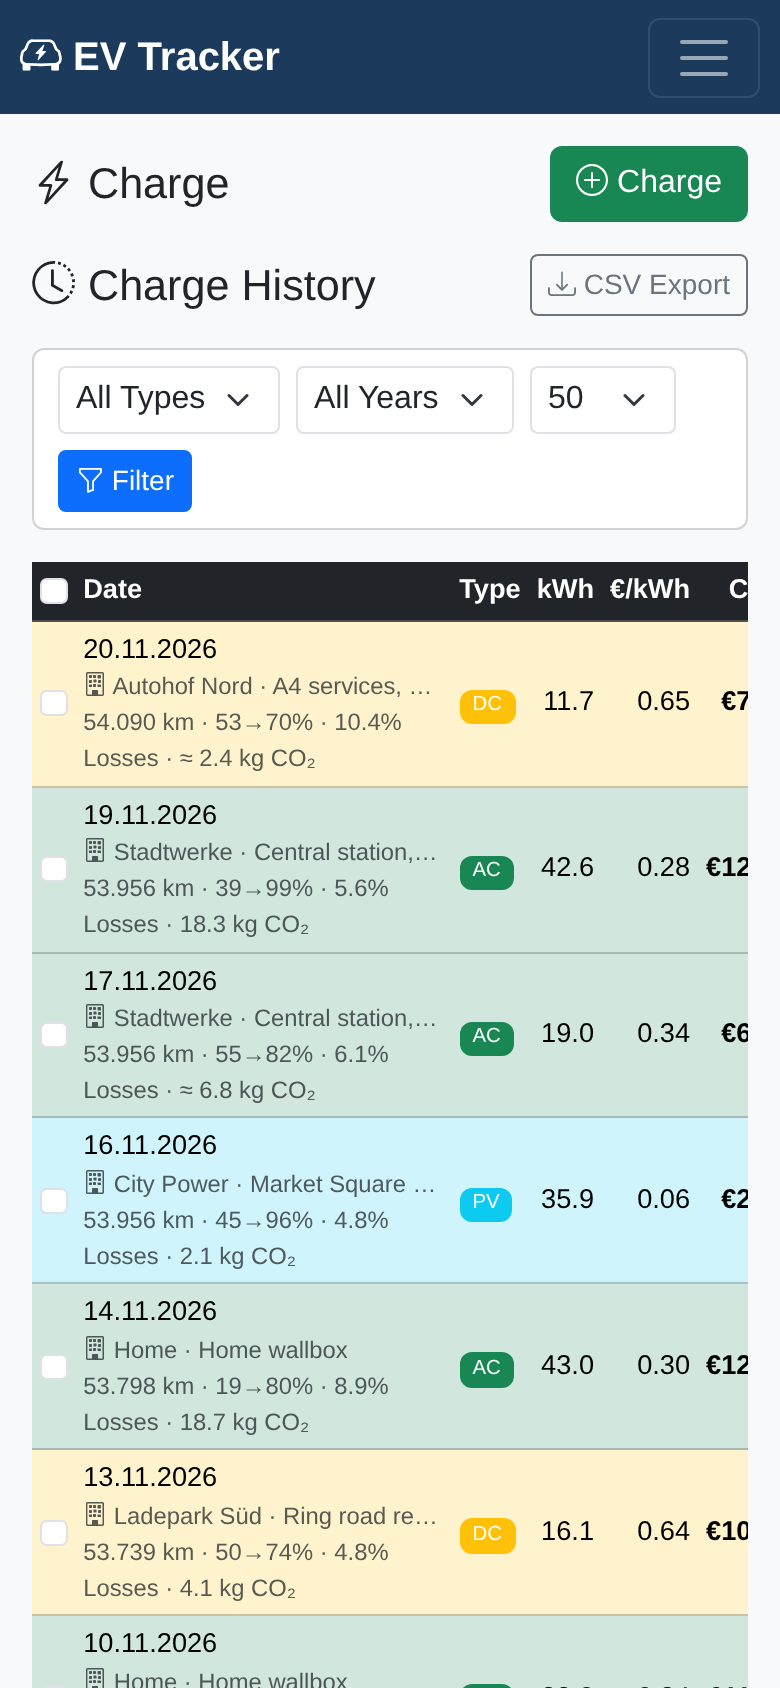 EV Tracker
Charge
Charge
Charge History
CSV Export
All Types
All Years
50
Filter
Date Type kWh €/kWh C
20.11.2026
Autohof Nord · A4 services, …
54.090 km · 53→70% · 10.4%
Losses · ≈ 2.4 kg CO₂
DC 11.7 0.65 €7
19.11.2026
Stadtwerke · Central station,…
53.956 km · 39→99% · 5.6%
Losses · 18.3 kg CO₂
AC 42.6 0.28 €12
17.11.2026
Stadtwerke · Central station,…
53.956 km · 55→82% · 6.1%
Losses · ≈ 6.8 kg CO₂
AC 19.0 0.34 €6
16.11.2026
City Power · Market Square …
53.956 km · 45→96% · 4.8%
Losses · 2.1 kg CO₂
PV 35.9 0.06 €2
14.11.2026
Home · Home wallbox
53.798 km · 19→80% · 8.9%
Losses · 18.7 kg CO₂
AC 43.0 0.30 €12
13.11.2026
Ladepark Süd · Ring road re…
53.739 km · 50→74% · 4.8%
Losses · 4.1 kg CO₂
DC 16.1 0.64 €10
10.11.2026
Home · Home wallbox